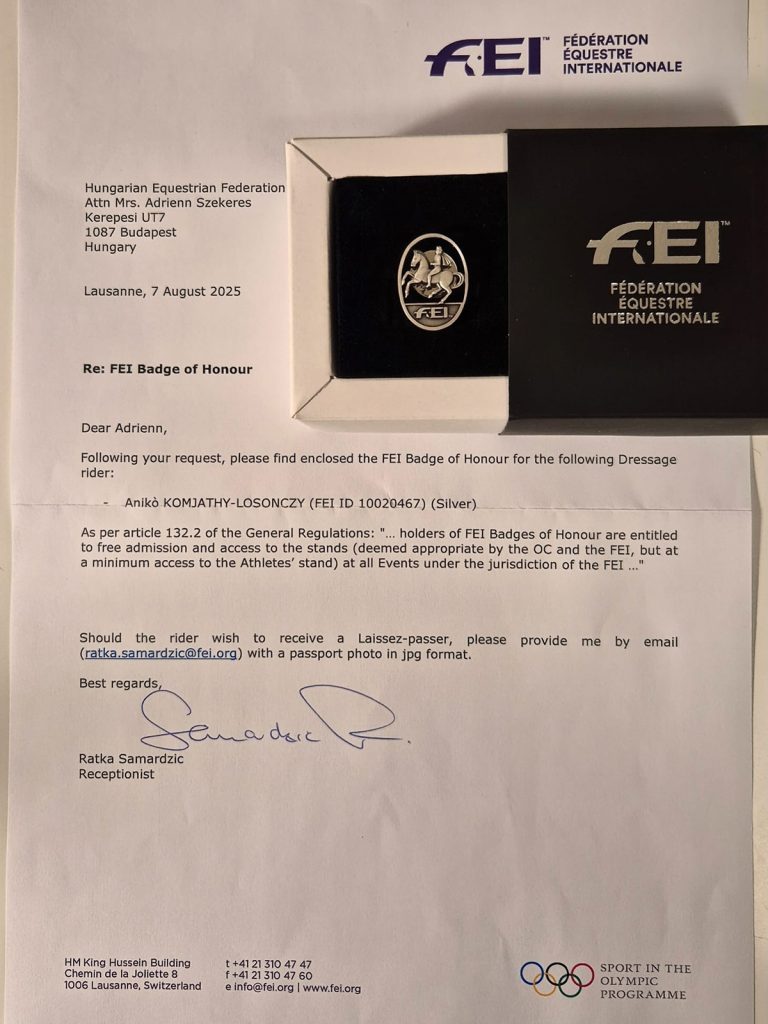 FEI™ FÉDÉRATION
ÉQUESTRE
INTERNATIONALE
Hungarian Equestrian Federation
Attn Mrs. Adrienn Szekeres
Kerepesi UT7
1087 Budapest
Hungary
Lausanne, 7 August 2025
FEI
FEI™
FÉDÉRATION
ÉQUESTRE
INTERNATIONALE
Re: FEI Badge of Honour
Dear Adrienn,
Following your request, please find enclosed the FEI Badge of Honour for the following Dressage
rider:
- Anikò KOMJATHY-LOSONCZY (FEI ID 10020467) (Silver)
As per article 132.2 of the General Regulations: "... holders of FEI Badges of Honour are entitled
to free admission and access to the stands (deemed appropriate by the OC and the FEI, but at
a minimum access to the Athletes' stand) at all Events under the jurisdiction of the FEI ..."
Should the rider wish to receive a Laissez-passer, please provide me by email
(ratka.samardzic@fei.org) with a passport photo in jpg format.
Best regards,
Samardzic R.
Ratka Samardzic
Receptionist
HM King Hussein Building
Chemin de la Joliette 8
1006 Lausanne, Switzerland
t +41 21 310 47 47
f +41 21 310 47 60
e info@fei.org | www.fei.org
SPORT IN THE
OLYMPIC
PROGRAMME